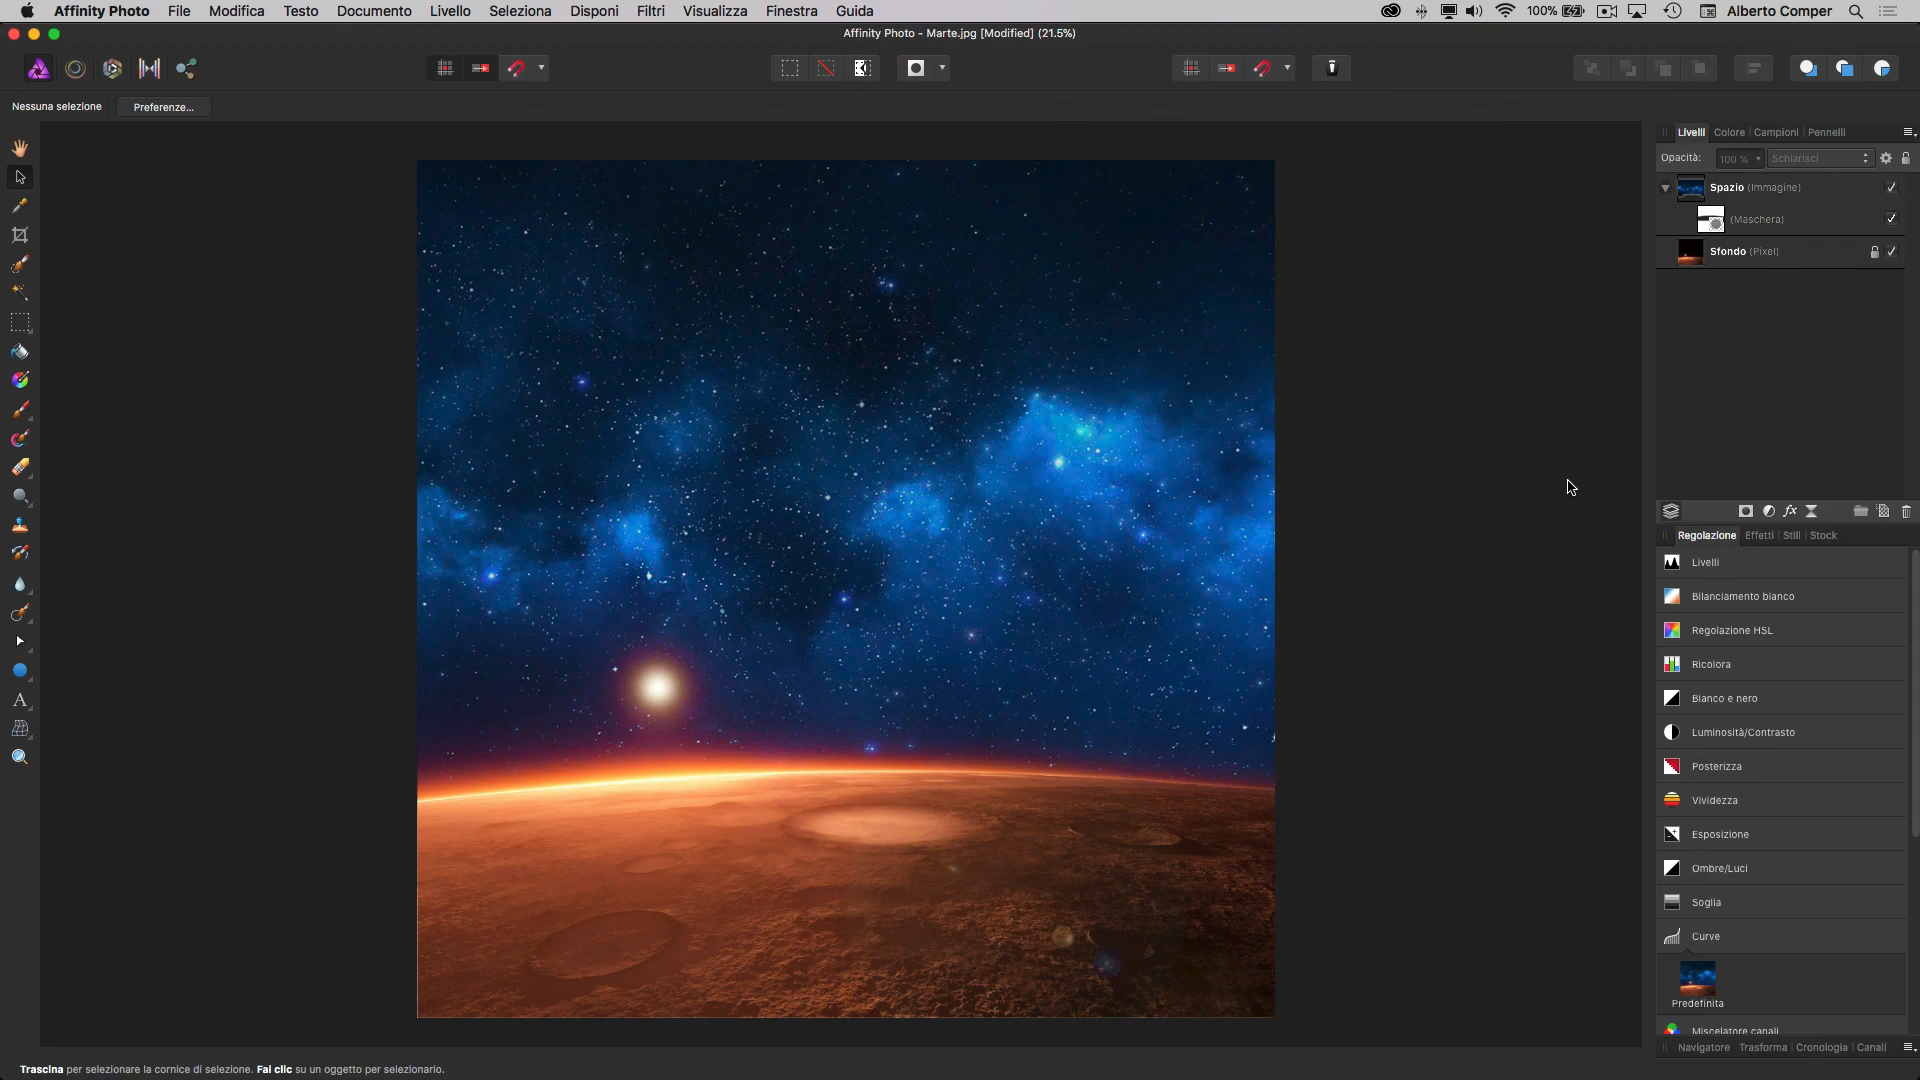 Affinity Photo File Modifica Testo Documento Livello Seleziona Disponi Filtri Visualizza Finestra Guida 100% Alberto Comper
Affinity Photo - Marte.jpg [Modified] (21.5%)
Nessuna selezione Preferenze...
Livelli Colore Campioni Pennelli
Opacità: 100 % Schiarisci
Spazio (Immagine)
(Maschera)
Sfondo (Pixel)
fx
Regolazione Effetti Stili Stock
Livelli
Bilanciamento bianco
Regolazione HSL
Ricolora
Bianco e nero
Luminosità/Contrasto
Posterizza
Vividezza
Esposizione
Ombre/Luci
Soglia
Curve
Predefinita
Miscelatore canali
Navigatore Trasforma Cronologia Canali
Trascina per selezionare la cornice di selezione. Fai clic su un oggetto per selezionarlo.